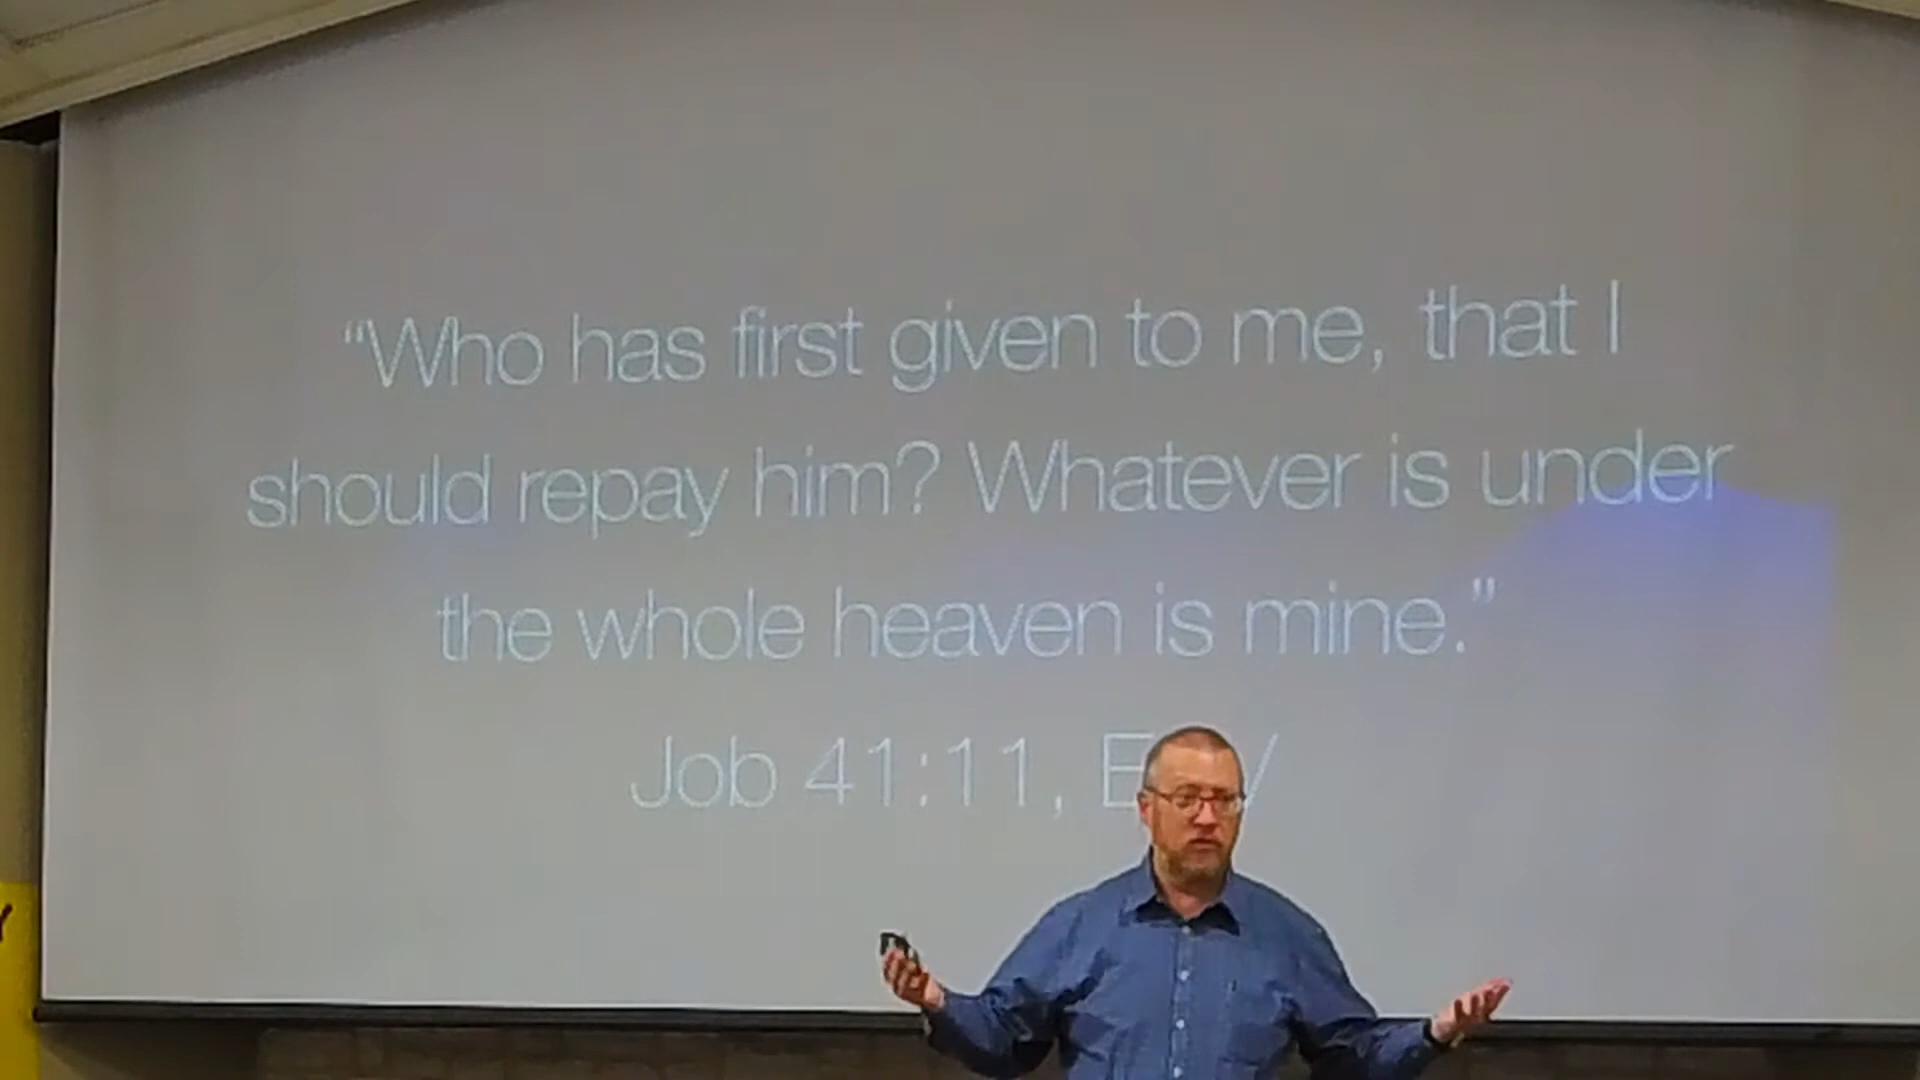 “Who has first given to me, that I
should repay him? Whatever is under
the whole heaven is mine.”
Job 41:11,